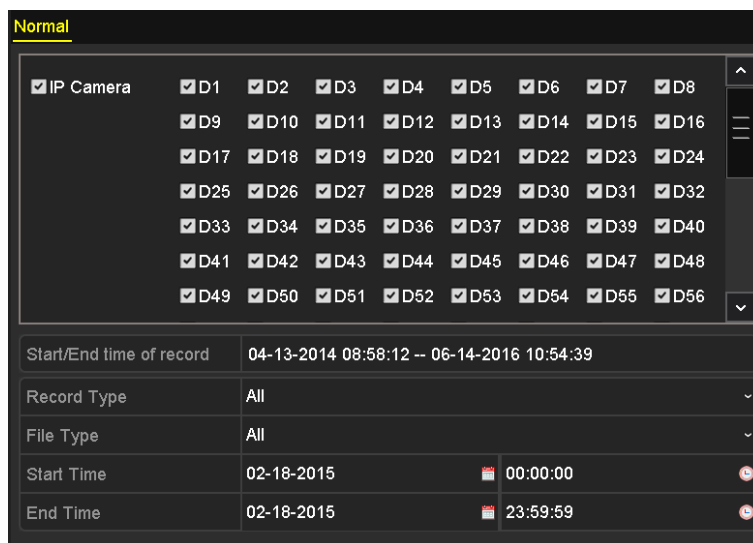 Normal
IP Camera D1 D2 D3 D4 D5 D6 D7 D8
D9 D10 D11 D12 D13 D14 D15 D16
D17 D18 D19 D20 D21 D22 D23 D24
D25 D26 D27 D28 D29 D30 D31 D32
D33 D34 D35 D36 D37 D38 D39 D40
D41 D42 D43 D44 D45 D46 D47 D48
D49 D50 D51 D52 D53 D54 D55 D56
Start/End time of record 04-13-2014 08:58:12 -- 06-14-2016 10:54:39
Record Type All
File Type All
Start Time 02-18-2015 00:00:00
End Time 02-18-2015 23:59:59